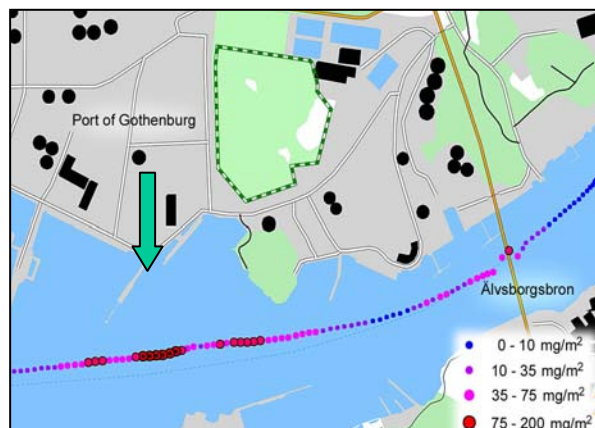 Port of Gothenburg
Älvsborgsbron
0 - 10 mg/m²
10 - 35 mg/m²
35 - 75 mg/m²
75 - 200 mg/m²